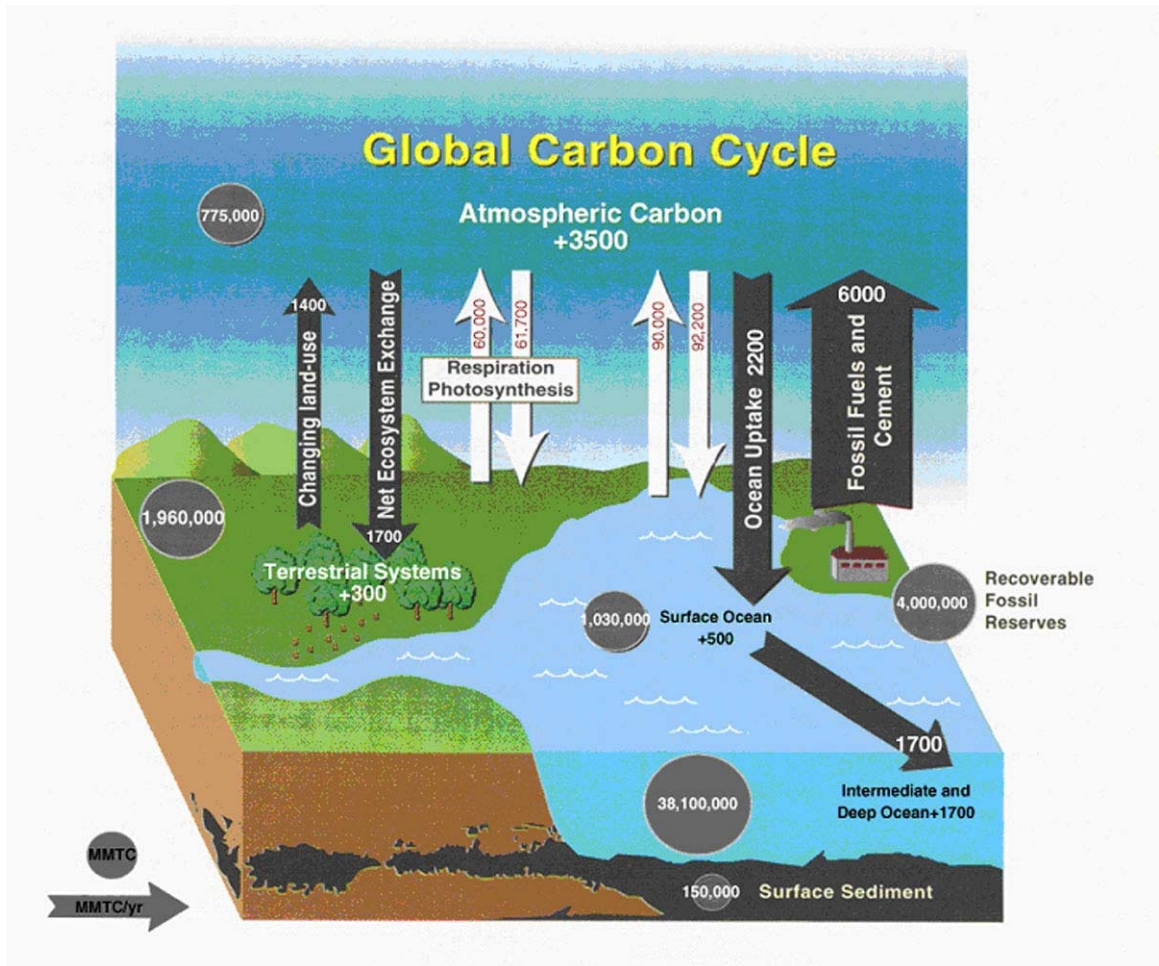 Global Carbon Cycle
775,000
Atmospheric Carbon
+3500
1400
Changing land-use
Net Ecosystem Exchange
1700
60,000
61,700
Respiration
Photosynthesis
90,000
92,200
Ocean Uptake 2200
6000
Fossil Fuels and
Cement
1,960,000
Terrestrial Systems
+300
1,030,000
Surface Ocean
+500
4,000,000
Recoverable
Fossil
Reserves
1700
38,100,000
Intermediate and
Deep Ocean+1700
MMTC
MMTC/yr
150,000
Surface Sediment